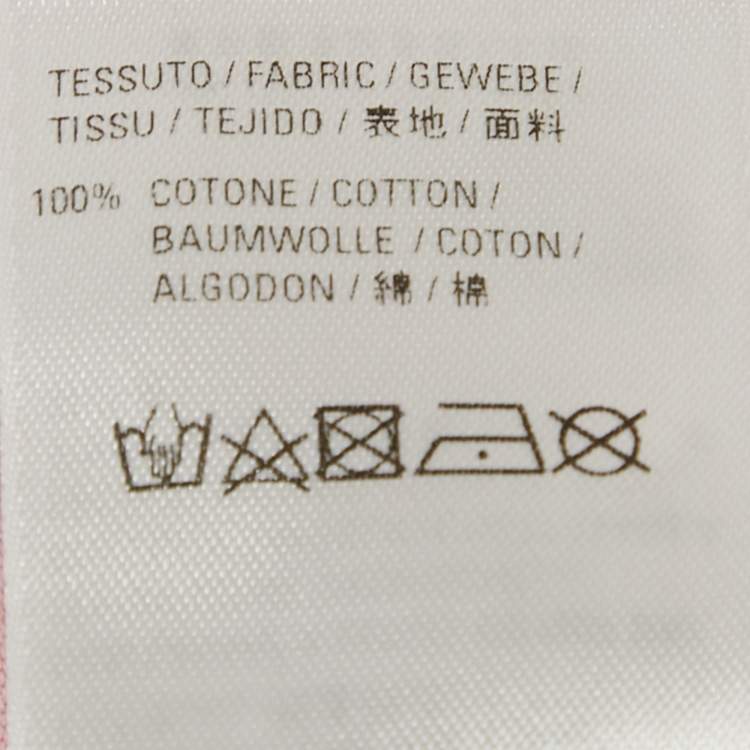 TESSUTO / FABRIC / GEWEBE /
TISSU / TEJIDO / 表地 / 面料
100% COTONE / COTTON /
BAUMWOLLE / COTON /
ALGODON / 綿 / 棉